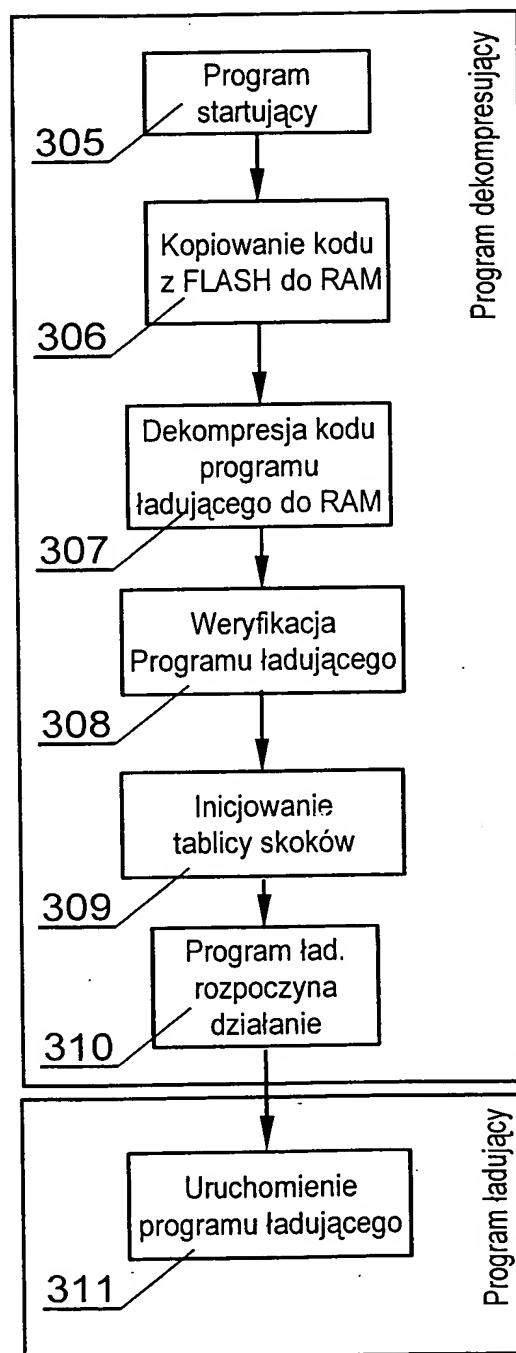 Program dekompresujący
Program
startujący
305
Kopiowanie kodu
z FLASH do RAM
306
Dekompresja kodu
programu
ładującego do RAM
307
Weryfikacja
Programu ładującego
308
Inicjowanie
tablicy skoków
309
Program ład.
rozpoczyna
działanie
310
Program ładujący
Uruchomienie
programu ładującego
311